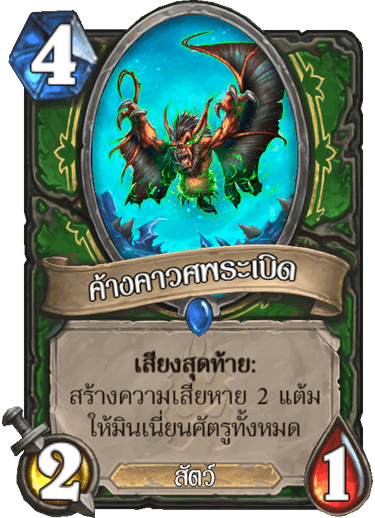 4
ค้างคาวศพระเบิด
เสียงสุดท้าย:
สร้างความเสียหาย 2 แต้ม
ให้มินเนี่ยนศัตรูทั้งหมด
2
สัตว์
1